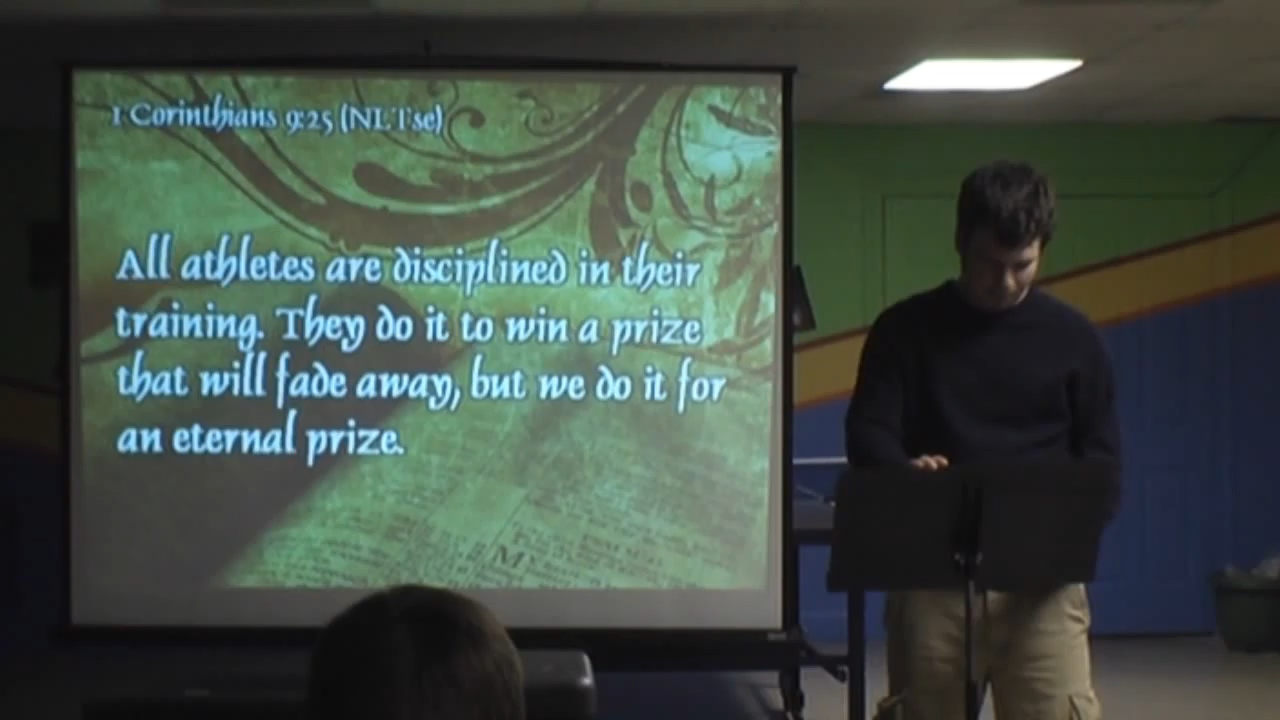 1 Corinthians 9:25 (NLTse)
All athletes are disciplined in their
training. They do it to win a prize
that will fade away, but we do it for
an eternal prize.